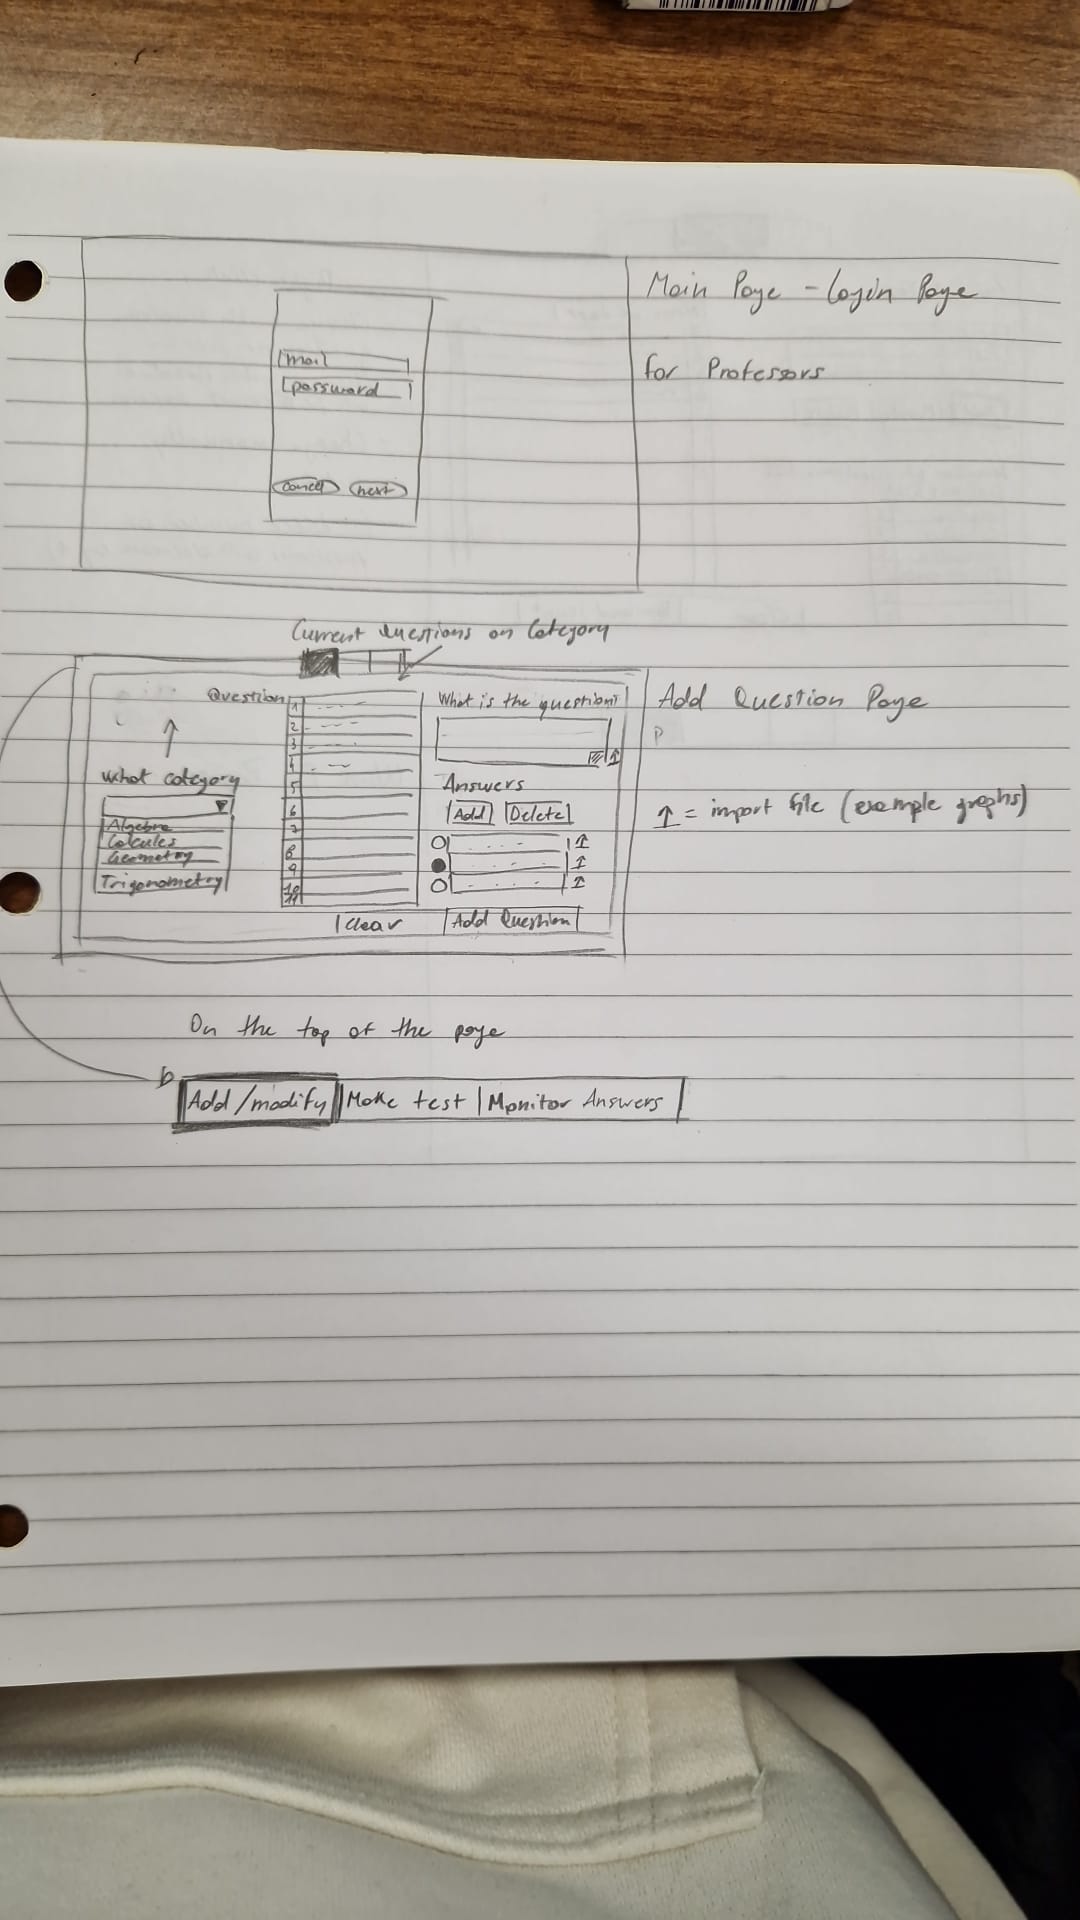 Main Page - Login Page
for Professors
mail
password
cancel next
Current Questions on Category
Question
1
2
3
4
5
6
7
8
9
10
11
What is the question?
Add Question Page
What category
Algebra
Calcules
Geometry
Trigonometry
Answers
Add Delete
↥ = import file (example graphs)
Clear Add Question
On the top of the page
Add/modify | Make test | Monitor Answers